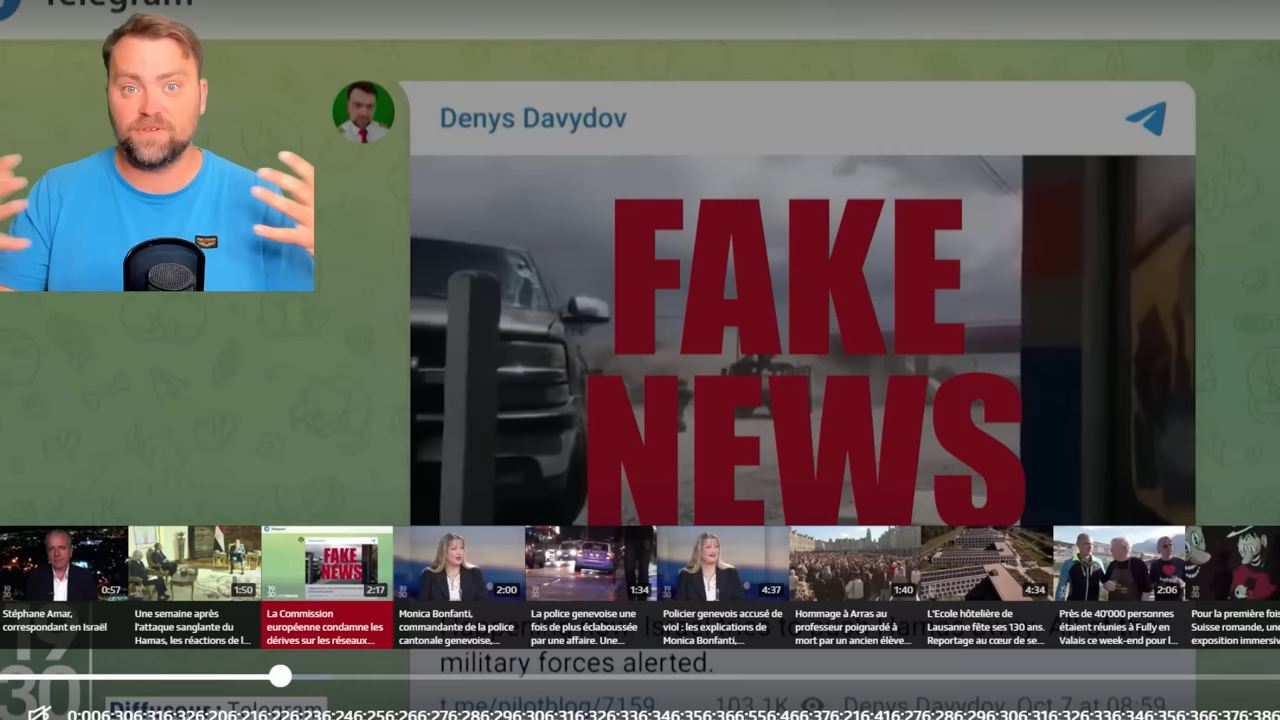 Telegram
Denys Davydov
FAKE
NEWS
0:57
1:50
FAKE
NEWS
2:17
2:00
1:34
4:37
1:40
4:34
2:06
Stéphane Amar,
correspondant en Israël
Une semaine après
l'attaque sanglante du
Hamas, les réactions de l...
La Commission
européenne condamne les
dérives sur les réseaux...
Monica Bonfanti,
commandante de la police
cantonale genevoise,...
La police genevoise une
fois de plus éclaboussée
par une affaire. Une...
Policier genevois accusé de
viol: les explications de
Monica Bonfanti,...
Hommage à Arras au
professeur poignardé à
mort par un ancien élève...
L'Ecole hôtelière de
Lausanne fête ses 130 ans.
Reportage au cœur de se...
Près de 40'000 personnes
étaient réunies à Fully en
Valais ce week-end pour l...
Pour la première fois
Suisse romande, une
exposition immersiv
military forces alerted.
19
30
Diffuseur : Telegram
t.me/pilotblog/7159
103.1K
Denys Davydov, Oct 7 at 08:59